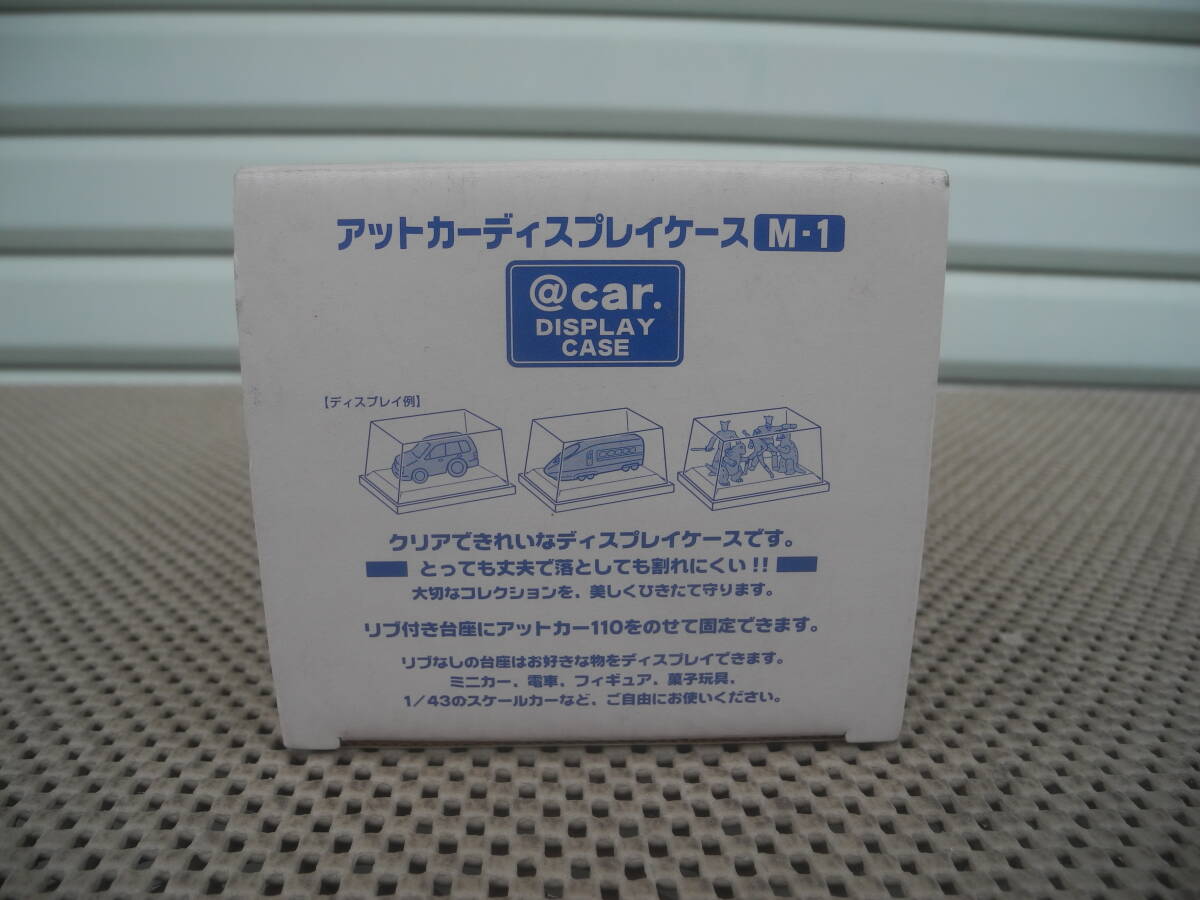 アットカーディスプレイケース M-1
@car.
DISPLAY
CASE
【ディスプレイ例】
クリアできれいなディスプレイケースです。
とっても丈夫で落としても割れにくい!!
大切なコレクションを、美しくひきたて守ります。
リブ付き台座にアットカー110をのせて固定できます。
リブなしの台座はお好きな物をディスプレイできます。
ミニカー、電車、フィギュア、菓子玩具、
1/43のスケールカーなど、ご自由にお使いください。